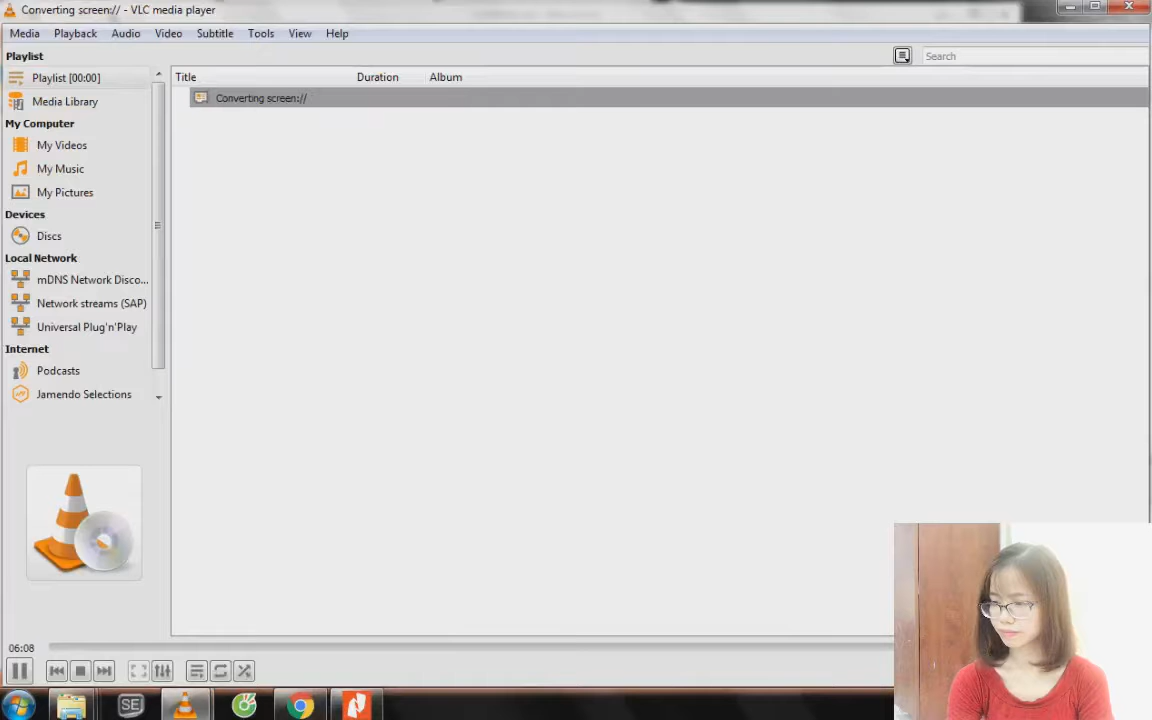 Converting screen:// - VLC media player
Media Playback Audio Video Subtitle Tools View Help
Playlist
Search
Playlist [00:00]
Media Library
My Computer
My Videos
My Music
My Pictures
Devices
Discs
Local Network
mDNS Network Disco...
Network streams (SAP)
Universal Plug'n'Play
Internet
Podcasts
Jamendo Selections
Title Duration Album
Converting screen://
06:08
SE